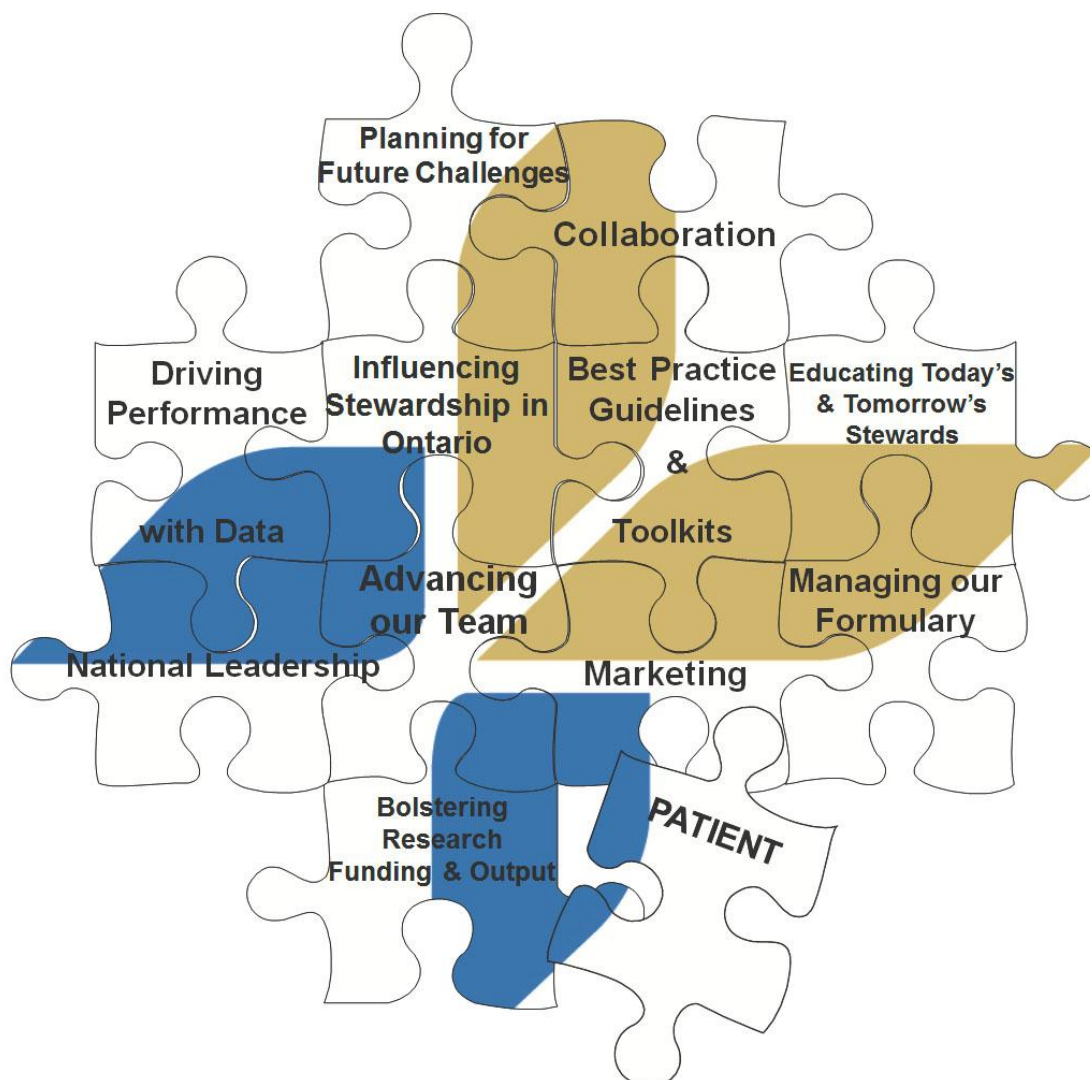 Planning for
Future Challenges
Collaboration
Driving
Performance
with Data
Influencing
Stewardship in
Ontario
Best Practice
Guidelines
&
Toolkits
Educating Today's
& Tomorrow's
Stewards
National Leadership
Advancing
our Team
Marketing
Managing our
Formulary
Bolstering
Research
Funding & Output
PATIENT